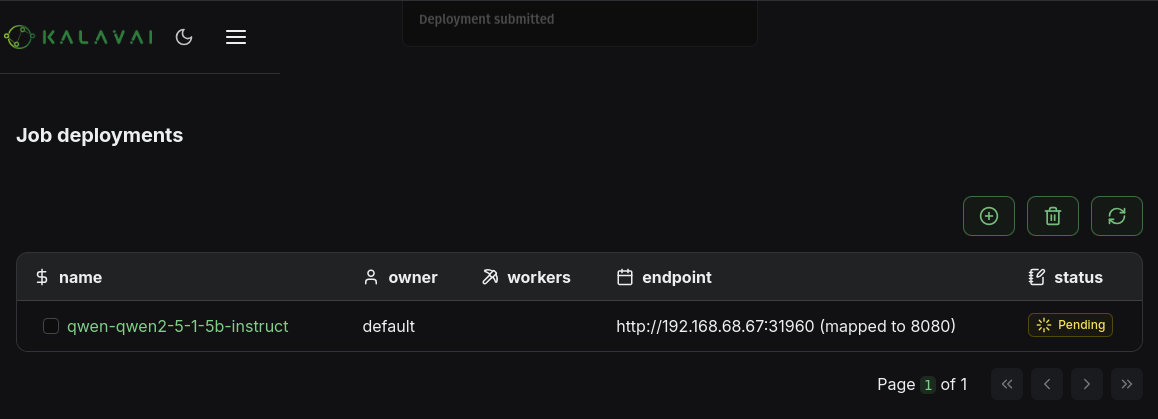 KALAVAI
Deployment submitted
Job deployments
name owner workers endpoint status
qwen-qwen2-5-1-5b-instruct default http://192.168.68.67:31960 (mapped to 8080) Pending
Page 1 of 1